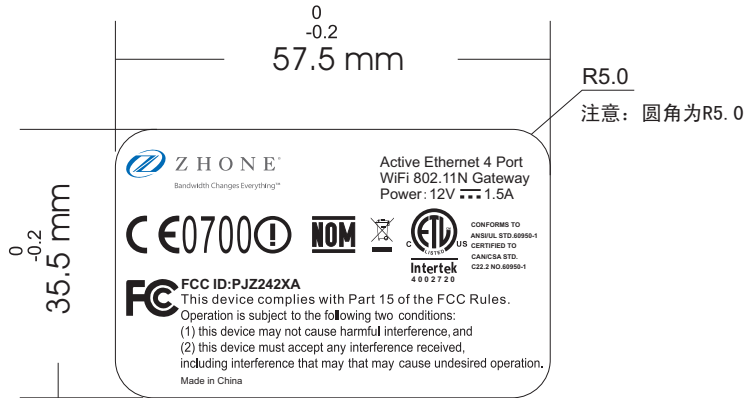 0
-0.2
57.5 mm
R5.0
注意：圆角为R5.0
0
-0.2
35.5 mm
ZHONE®
Bandwidth Changes Everything™
Active Ethernet 4 Port
WiFi 802.11N Gateway
Power: 12V 1.5A
CE0700
NOM
ETL
LISTED
C US
Intertek
4002720
CONFORMS TO
ANSI/UL STD.60950-1
CERTIFIED TO
CAN/CSA STD.
C22.2 NO.60950-1
FC
FCC ID:PJZ242XA
This device complies with Part 15 of the FCC Rules.
Operation is subject to the following two conditions:
(1) this device may not cause harmful interference, and
(2) this device must accept any interference received,
including interference that may that may cause undesired operation.
Made in China